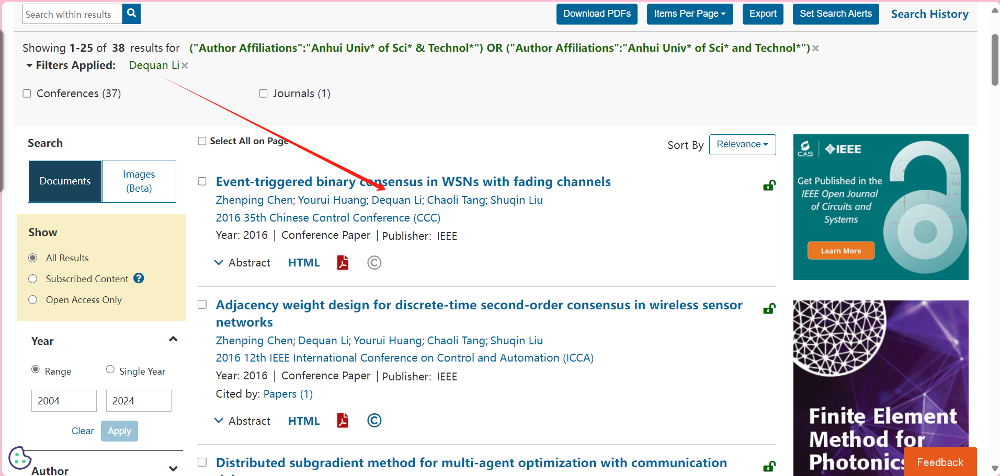 Search within results
Download PDFs
Items Per Page
Export
Set Search Alerts
Search History
Showing 1-25 of 38 results for ("Author Affiliations":"Anhui Univ* of Sci* & Technol*") OR ("Author Affiliations":"Anhui Univ* of Sci* and Technol*")
Filters Applied: Dequan Li
Conferences (37)
Journals (1)
Search
Documents
Images
(Beta)
Show
All Results
Subscribed Content
Open Access Only
Year
Range
Single Year
2004
2024
Clear
Apply
Author
Select All on Page
Sort By
Relevance
Event-triggered binary consensus in WSNs with fading channels
Zhenping Chen; Yourui Huang; Dequan Li; Chaoli Tang; Shuqin Liu
2016 35th Chinese Control Conference (CCC)
Year: 2016 | Conference Paper | Publisher: IEEE
Abstract HTML
Adjacency weight design for discrete-time second-order consensus in wireless sensor
networks
Zhenping Chen; Dequan Li; Yourui Huang; Chaoli Tang; Shuqin Liu
2016 12th IEEE International Conference on Control and Automation (ICCA)
Year: 2016 | Conference Paper | Publisher: IEEE
Cited by: Papers (1)
Abstract HTML
Distributed subgradient method for multi-agent optimization with communication
CAS
IEEE
Get Published in the
IEEE Open Journal
of Circuits and
Systems
Learn More
Finite Element
Method for
Photonics
Feedback